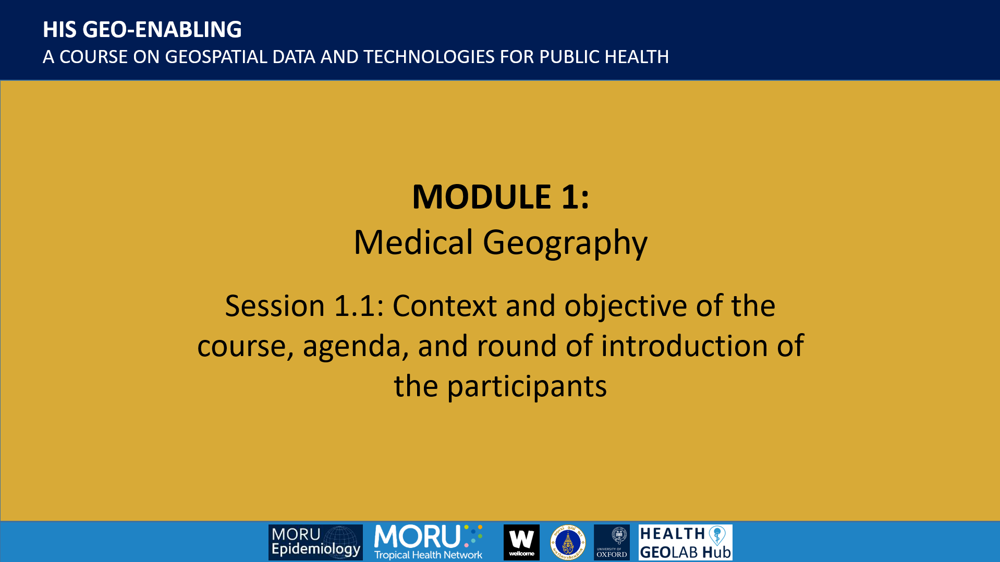 HIS GEO-ENABLING
A COURSE ON GEOSPATIAL DATA AND TECHNOLOGIES FOR PUBLIC HEALTH
MODULE 1:
Medical Geography
Session 1.1: Context and objective of the
course, agenda, and round of introduction of
the participants
MORU
Epidemiology
MORU
Tropical Health Network
W
wellcome
UNIVERSITY OF
OXFORD
HEALTH
GEOLAB Hub